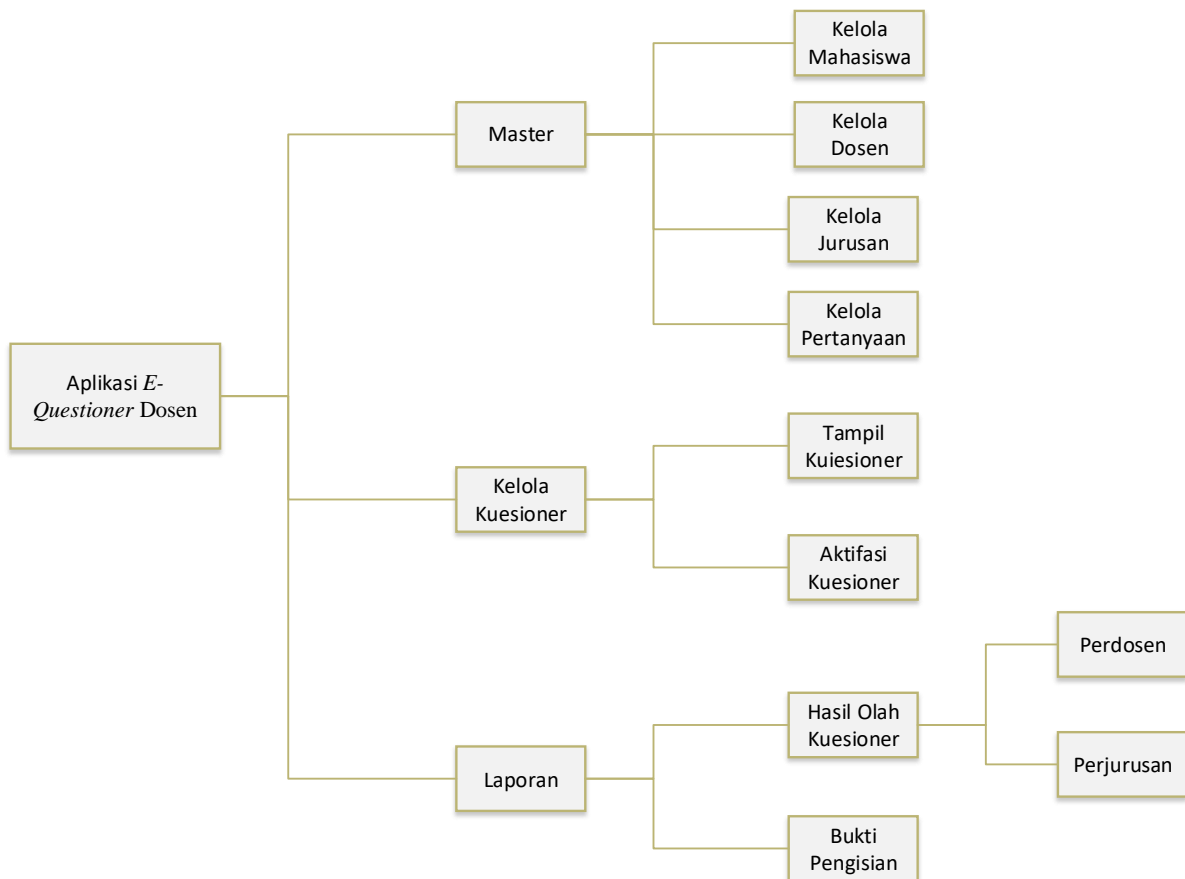 Kelola
Mahasiswa
Master
Kelola
Dosen
Kelola
Jurusan
Kelola
Pertanyaan
Aplikasi E-
Questioner Dosen
Tampil
Kuiesioner
Kelola
Kuesioner
Aktifasi
Kuesioner
Perdosen
Hasil Olah
Kuesioner
Laporan
Perjurusan
Bukti
Pengisian